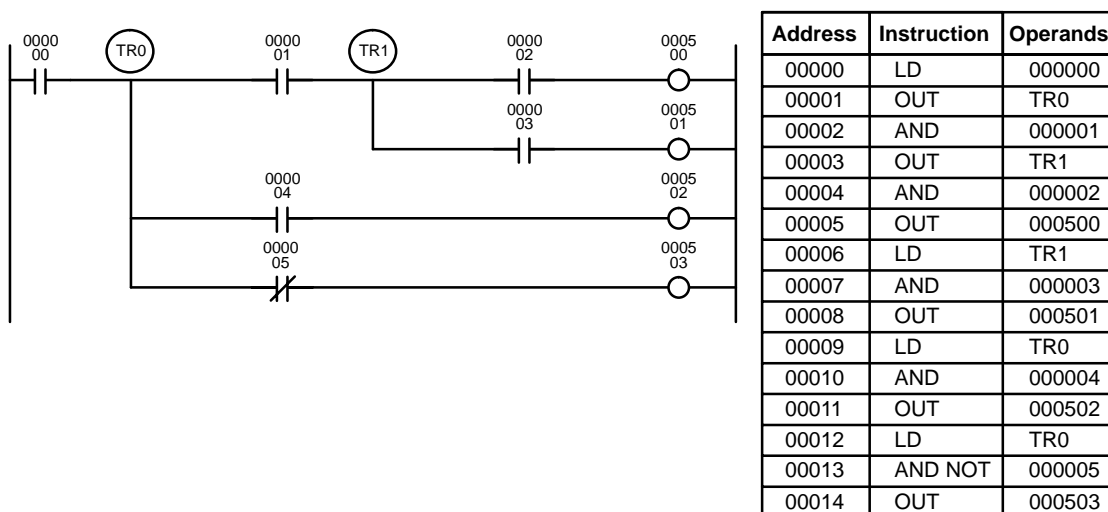 0000 0000 0000 0005
00 TR0 01 TR1 02 00
0000 0005
03 01
0000 0005
04 02
0000 0005
05 03
Address Instruction Operands
00000 LD 000000
00001 OUT TR0
00002 AND 000001
00003 OUT TR1
00004 AND 000002
00005 OUT 000500
00006 LD TR1
00007 AND 000003
00008 OUT 000501
00009 LD TR0
00010 AND 000004
00011 OUT 000502
00012 LD TR0
00013 AND NOT 000005
00014 OUT 000503